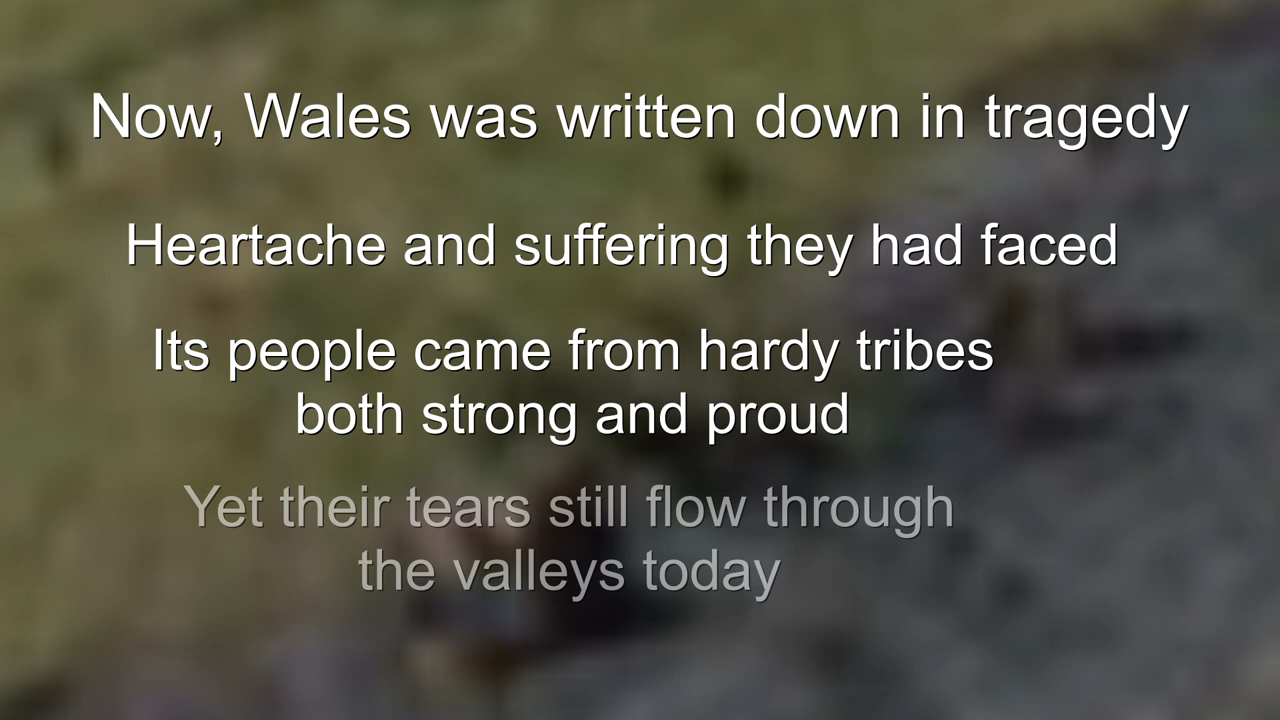 Now, Wales was written down in tragedy
Heartache and suffering they had faced
Its people came from hardy tribes
both strong and proud
Yet their tears still flow through
the valleys today